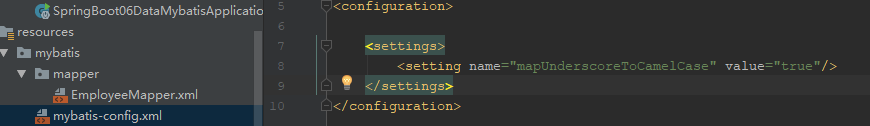 SpringBoot06DataMybatisApplicatio
resources
mybatis
mapper
EmployeeMapper.xml
mybatis-config.xml
5
6 <configuration>
7 <settings>
8 <setting name="mapUnderscoreToCamelCase" value="true"/>
9 </settings>
10 </configuration>